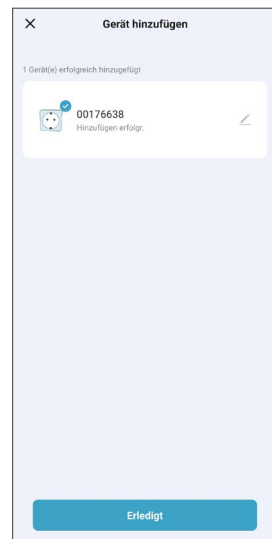 Gerät hinzufügen
1 Gerät(e) erfolgreich hinzugefügt
00176638
Hinzufügen erfolgr.
Erledigt